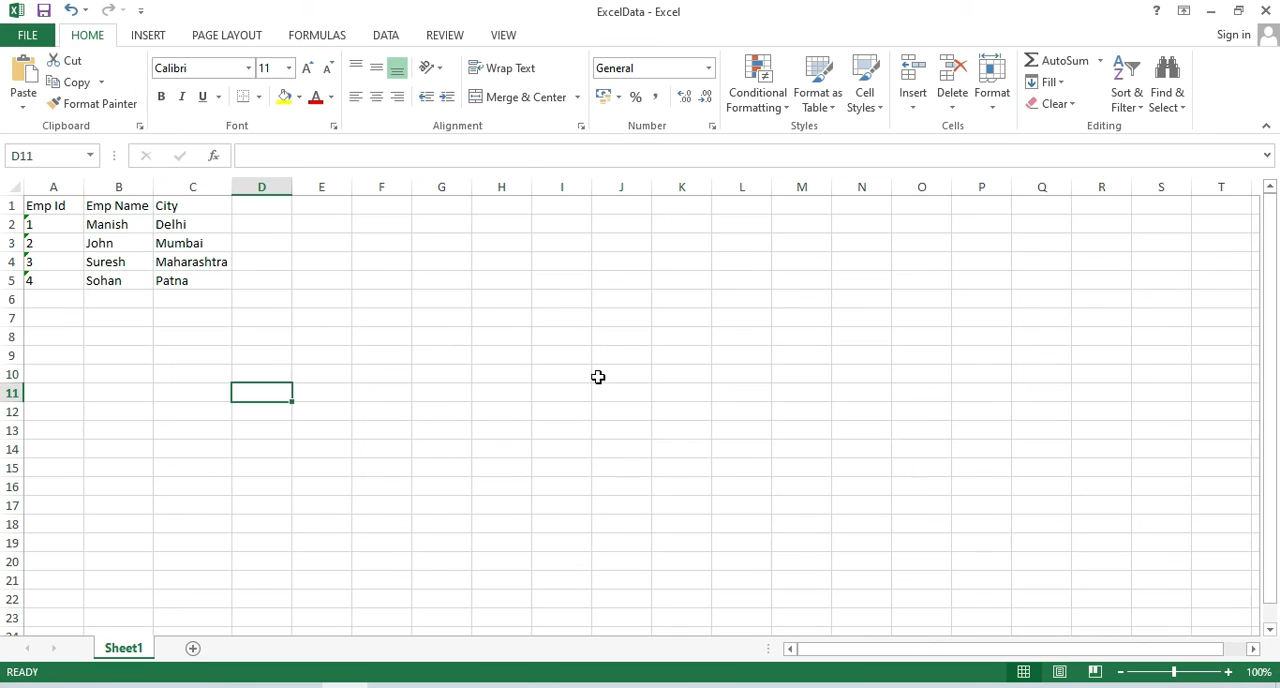 ExcelData - Excel
? 
FILE HOME INSERT PAGE LAYOUT FORMULAS DATA REVIEW VIEW Sign in
Paste Cut Copy Format Painter
Clipboard
Calibri 11
B I U A
Font
Wrap Text
Merge & Center
Alignment
General
% ,
Number
Conditional Formatting
Format as Table
Cell Styles
Styles
Insert Delete Format
Cells
AutoSum
Fill
Clear
Sort & Filter
Find & Select
Editing
D11 fx
A B C D E F G H I J K L M N O P Q R S T
1 Emp Id Emp Name City
2 1 Manish Delhi
3 2 John Mumbai
4 3 Suresh Maharashtra
5 4 Sohan Patna
6
7
8
9
10
11
12
13
14
15
16
17
18
19
20
21
22
23
24
Sheet1
READY 100%